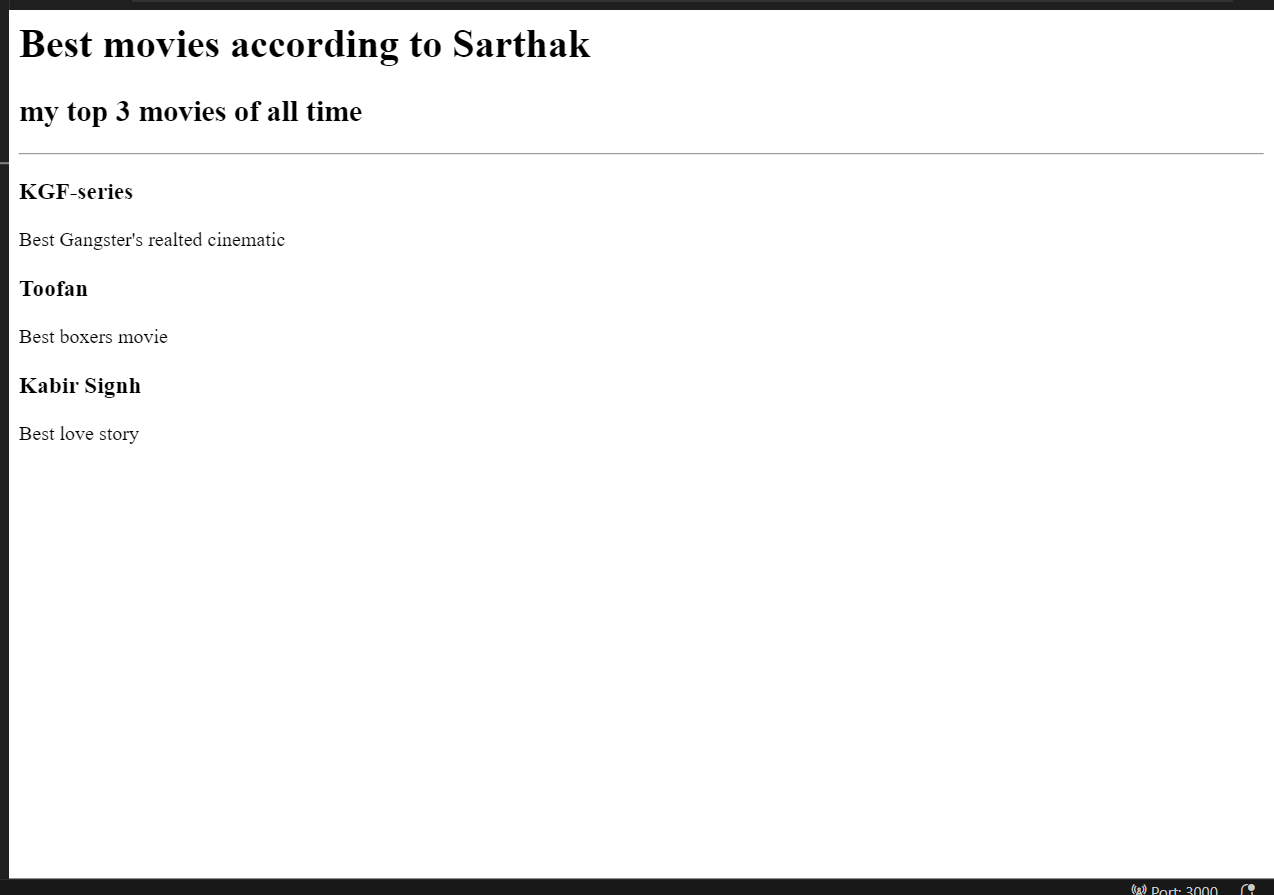 Best movies according to Sarthak
my top 3 movies of all time
KGF-series
Best Gangster's realted cinematic
Toofan
Best boxers movie
Kabir Signh
Best love story
Port: 3000